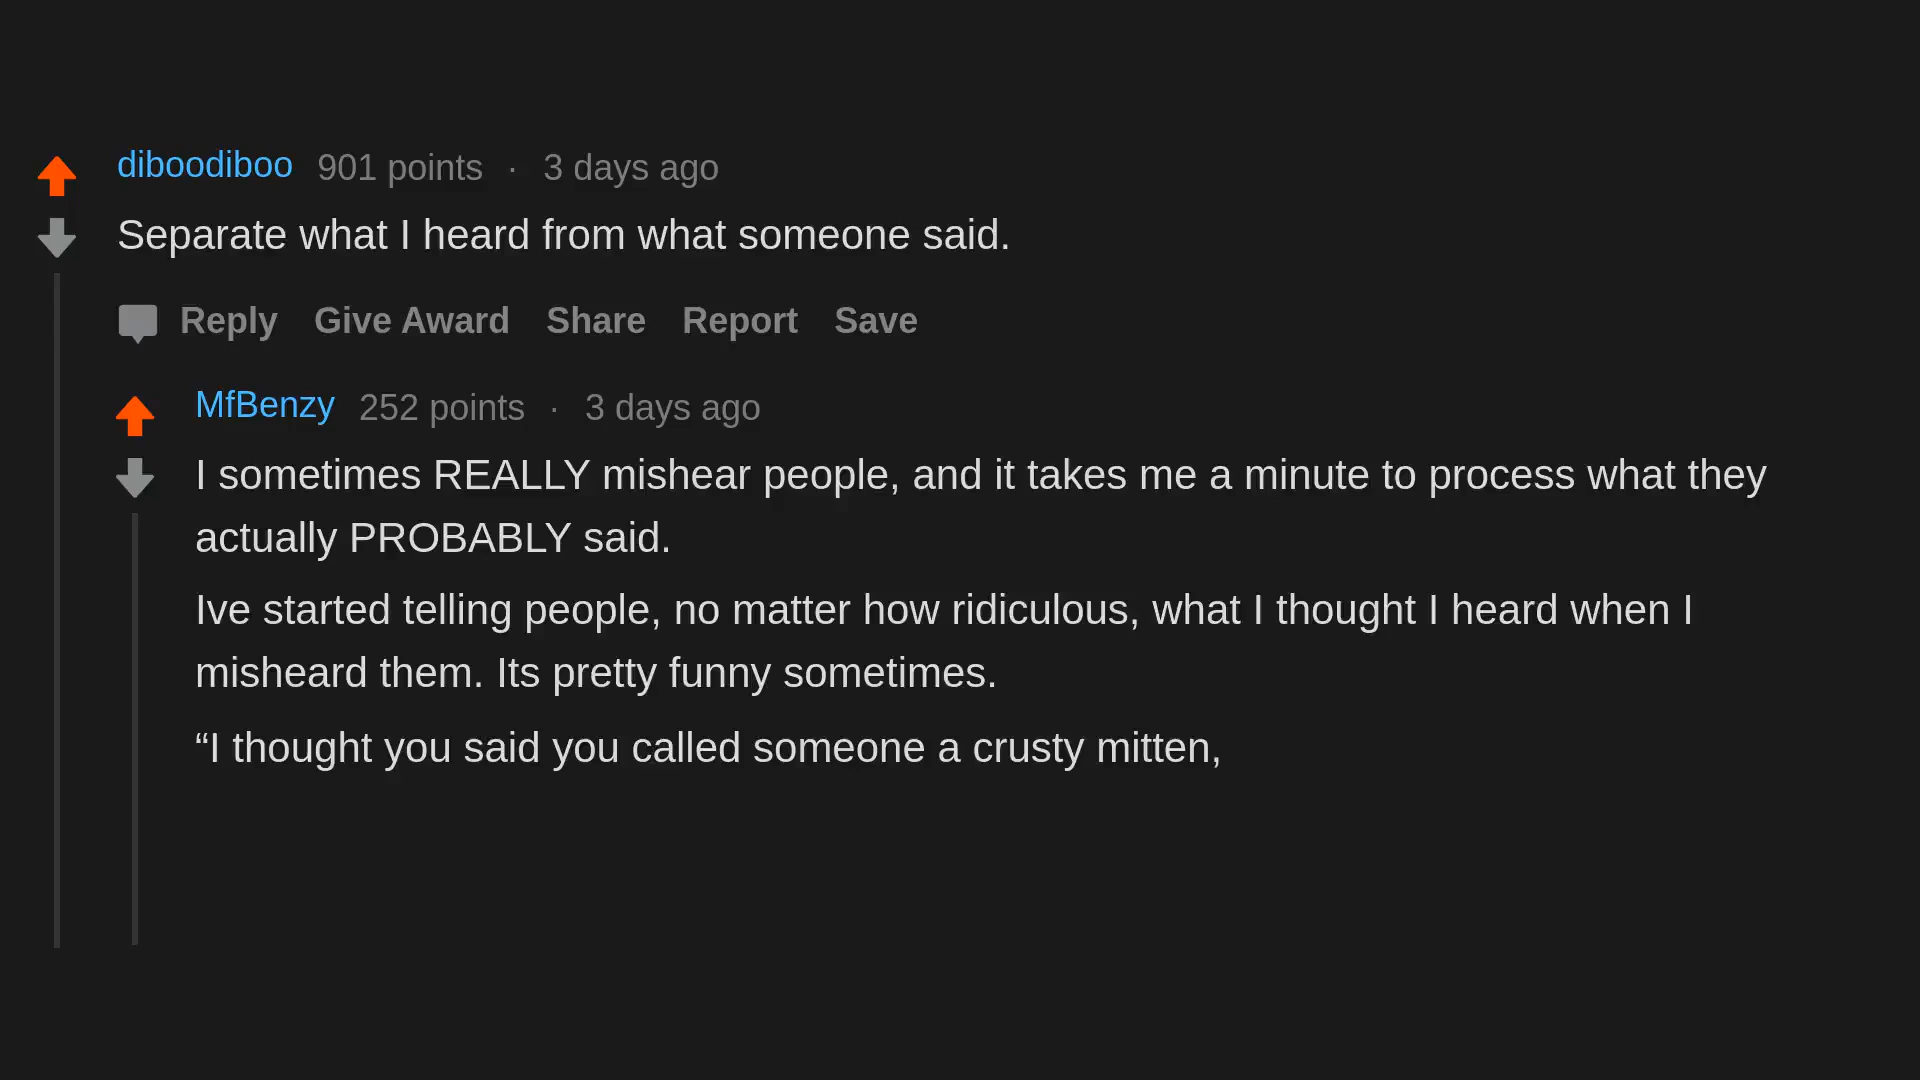 diboodiboo 901 points · 3 days ago
Separate what I heard from what someone said.
Reply Give Award Share Report Save
MfBenzy 252 points · 3 days ago
I sometimes REALLY mishear people, and it takes me a minute to process what they
actually PROBABLY said.
Ive started telling people, no matter how ridiculous, what I thought I heard when I
misheard them. Its pretty funny sometimes.
“I thought you said you called someone a crusty mitten,